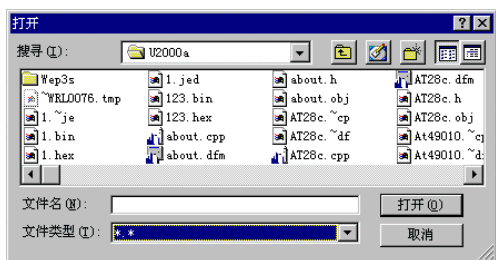 打开
搜寻(I): U2000a
Wep3s 1.jed about.h AT28c.dfm
~WRL0076.tmp 123.bin about.obj AT28c.h
1.~je 123.hex AT28c.~cp AT28c.obj
1.bin about.cpp AT28c.~df At49010.~c
1.hex about.dfm AT28c.cpp At49010.~d
文件名(N): 打开(O)
文件类型(T): *.* 取消